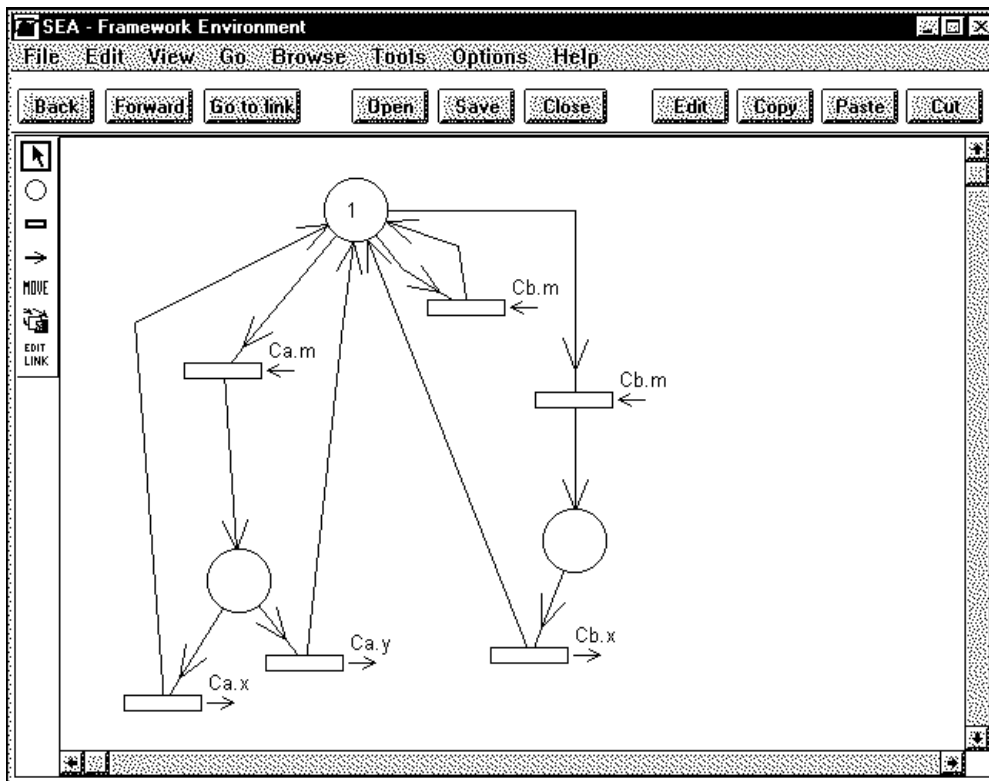 SEA - Framework Environment
File Edit View Go Browse Tools Options Help
Back Forward Go to link Open Save Close Edit Copy Paste Cut
MOVE
EDIT
LINK
1
Cb.m
Ca.m
Cb.m
Ca.y
Cb.x
Ca.x